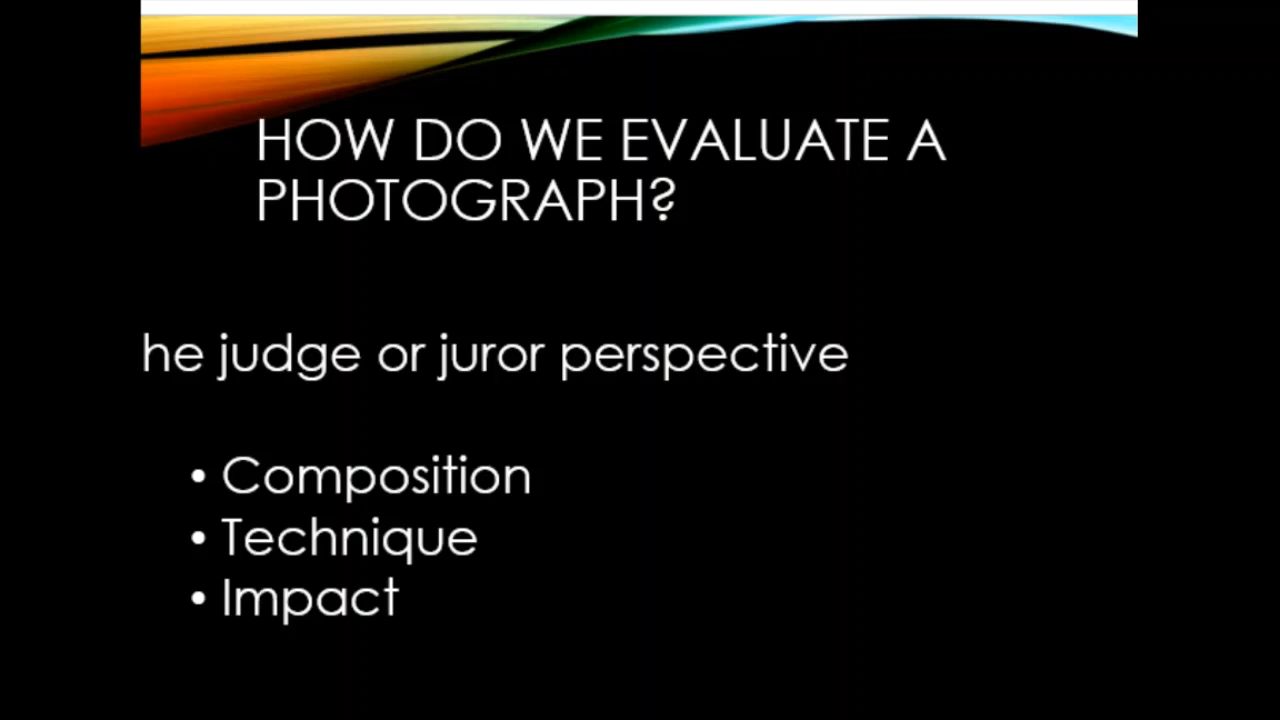 HOW DO WE EVALUATE A
PHOTOGRAPH?
he judge or juror perspective
• Composition
• Technique
• Impact